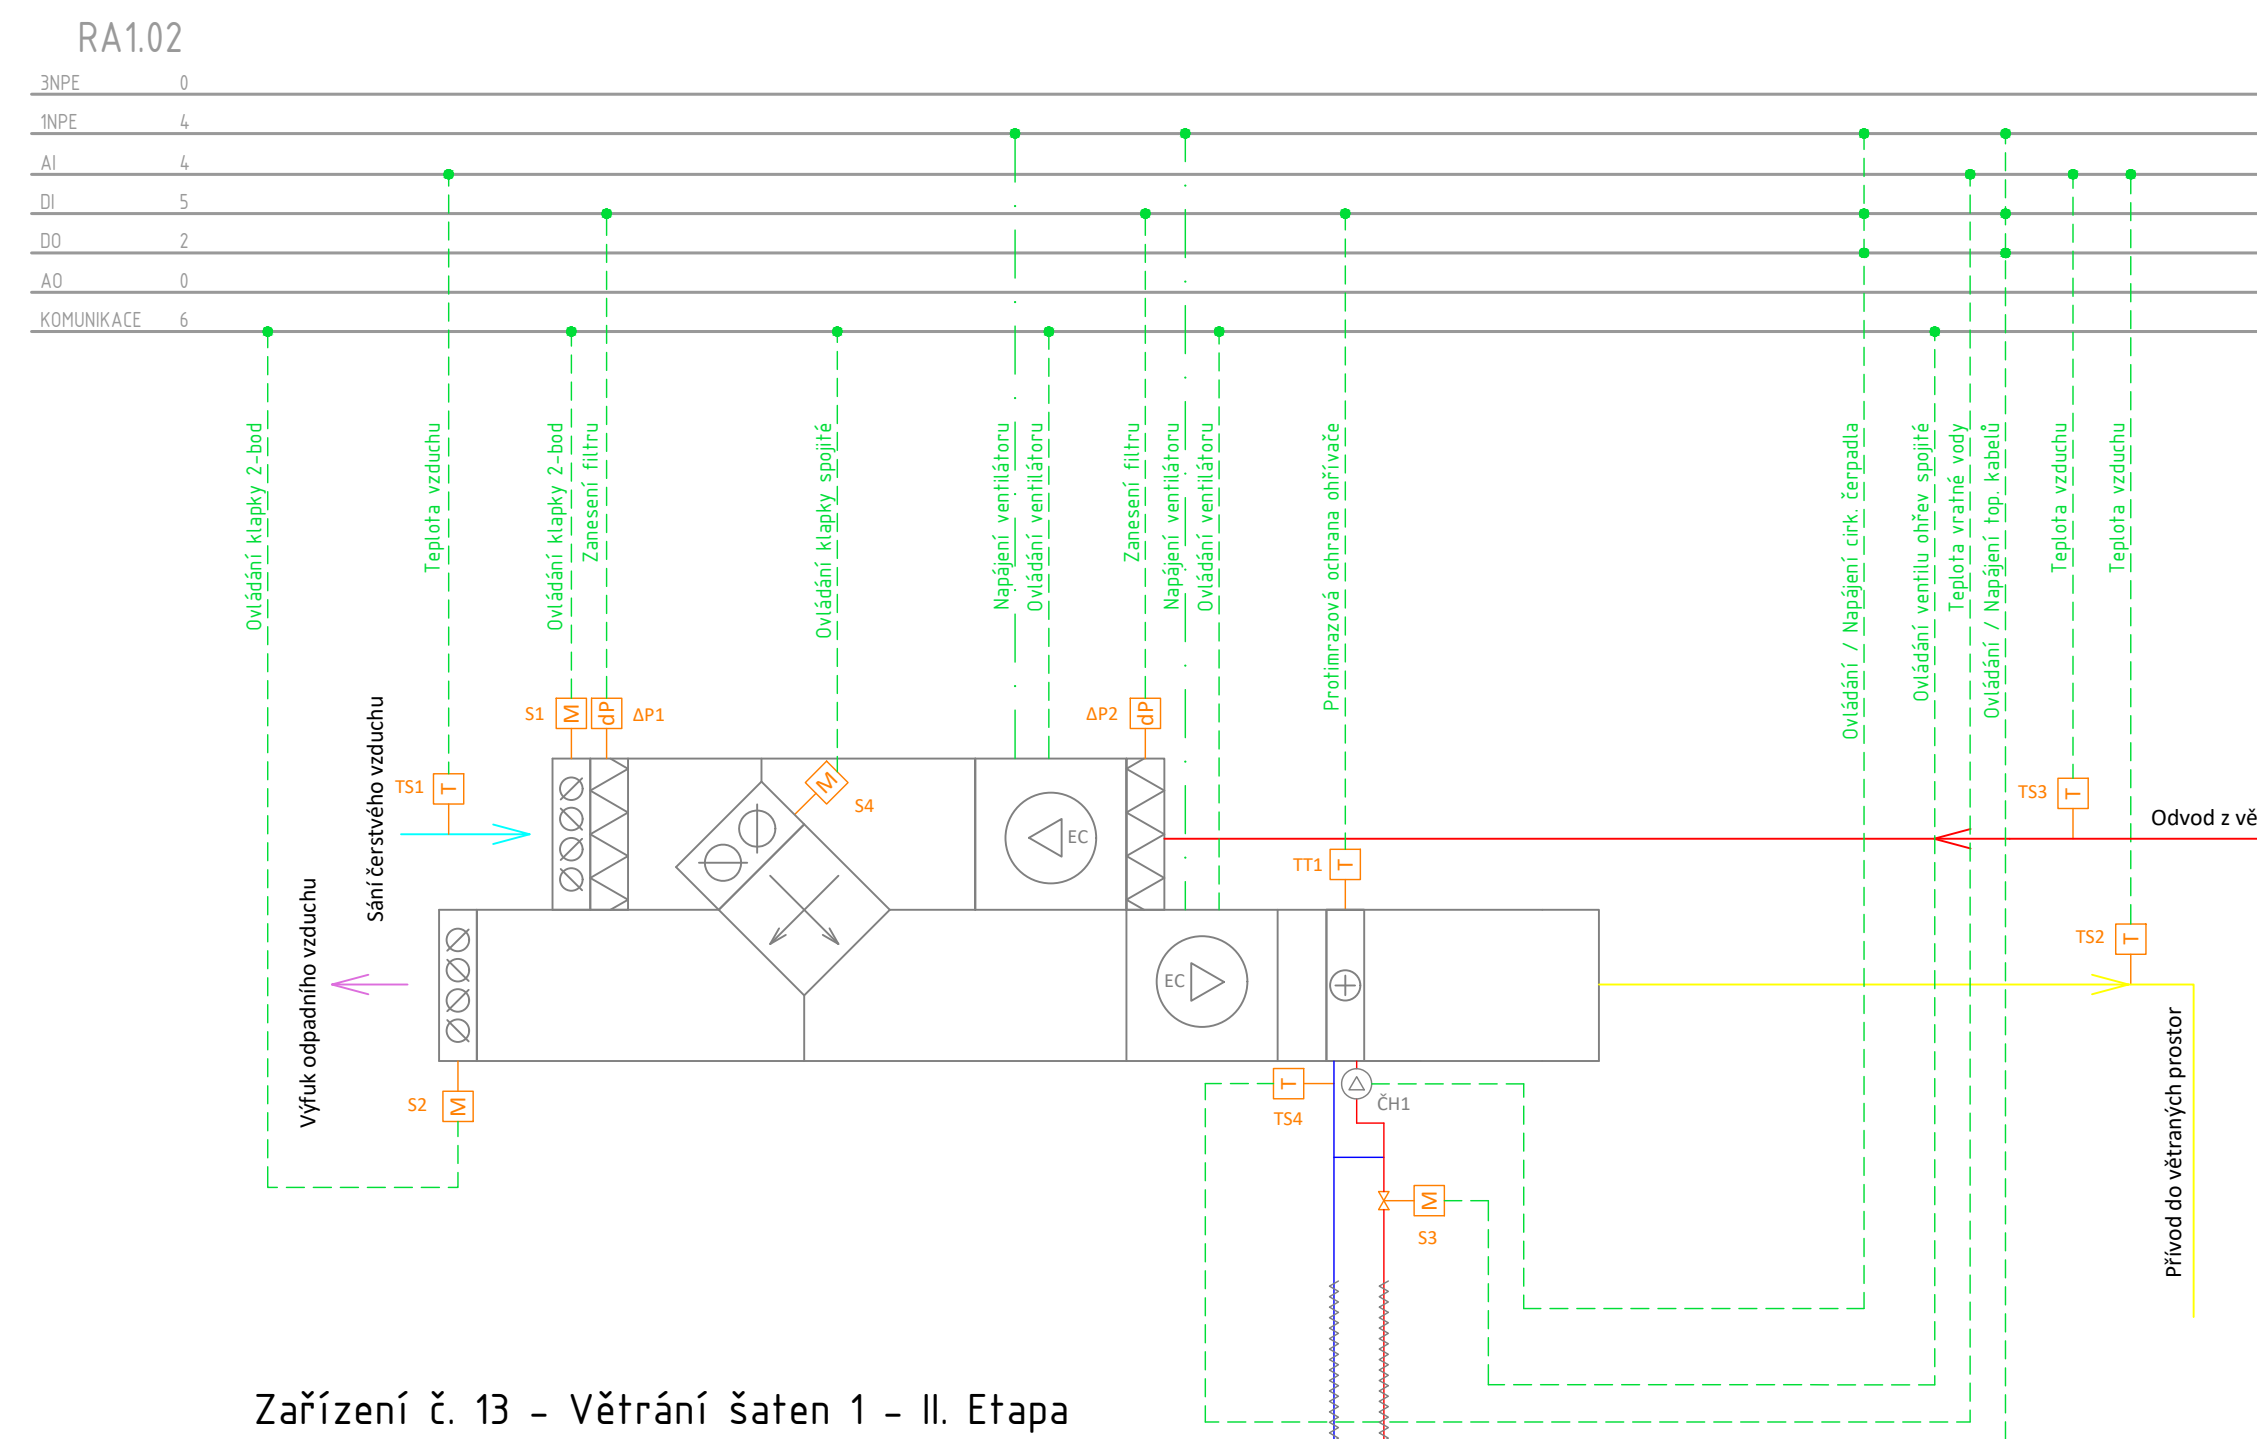 RA1.02
3NPE 0
1NPE 4
AI 4
DI 5
DO 2
AO 0
KOMUNIKACE 6
Ovládání klapky 2-bod
Teplota vzduchu
Ovládání klapky 2-bod
Zanesení filtru
Ovládání klapky spojité
Napájení ventilátoru
Ovládání ventilátoru
Zanesení filtru
Napájení ventilátoru
Ovládání ventilátoru
Protimrazová ochrana ohřívače
Ovládání / Napájení cirk. čerpadla
Ovládání ventilu ohřev spojité
Teplota vratné vody
Ovládání / Napájení top. kabelů
Teplota vzduchu
Teplota vzduchu
S1 M dP ΔP1
ΔP2 dP
Sání čerstvého vzduchu
TS1 T
M
S4
TS3 T
Odvod z vě
EC
TT1 T
Výfuk odpadního vzduchu
TS2 T
EC
S2 M
T
TS4
ČH1
M
S3
Přívod do větraných prostor
Zařízení č. 13 - Větrání šaten 1 - II. Etapa